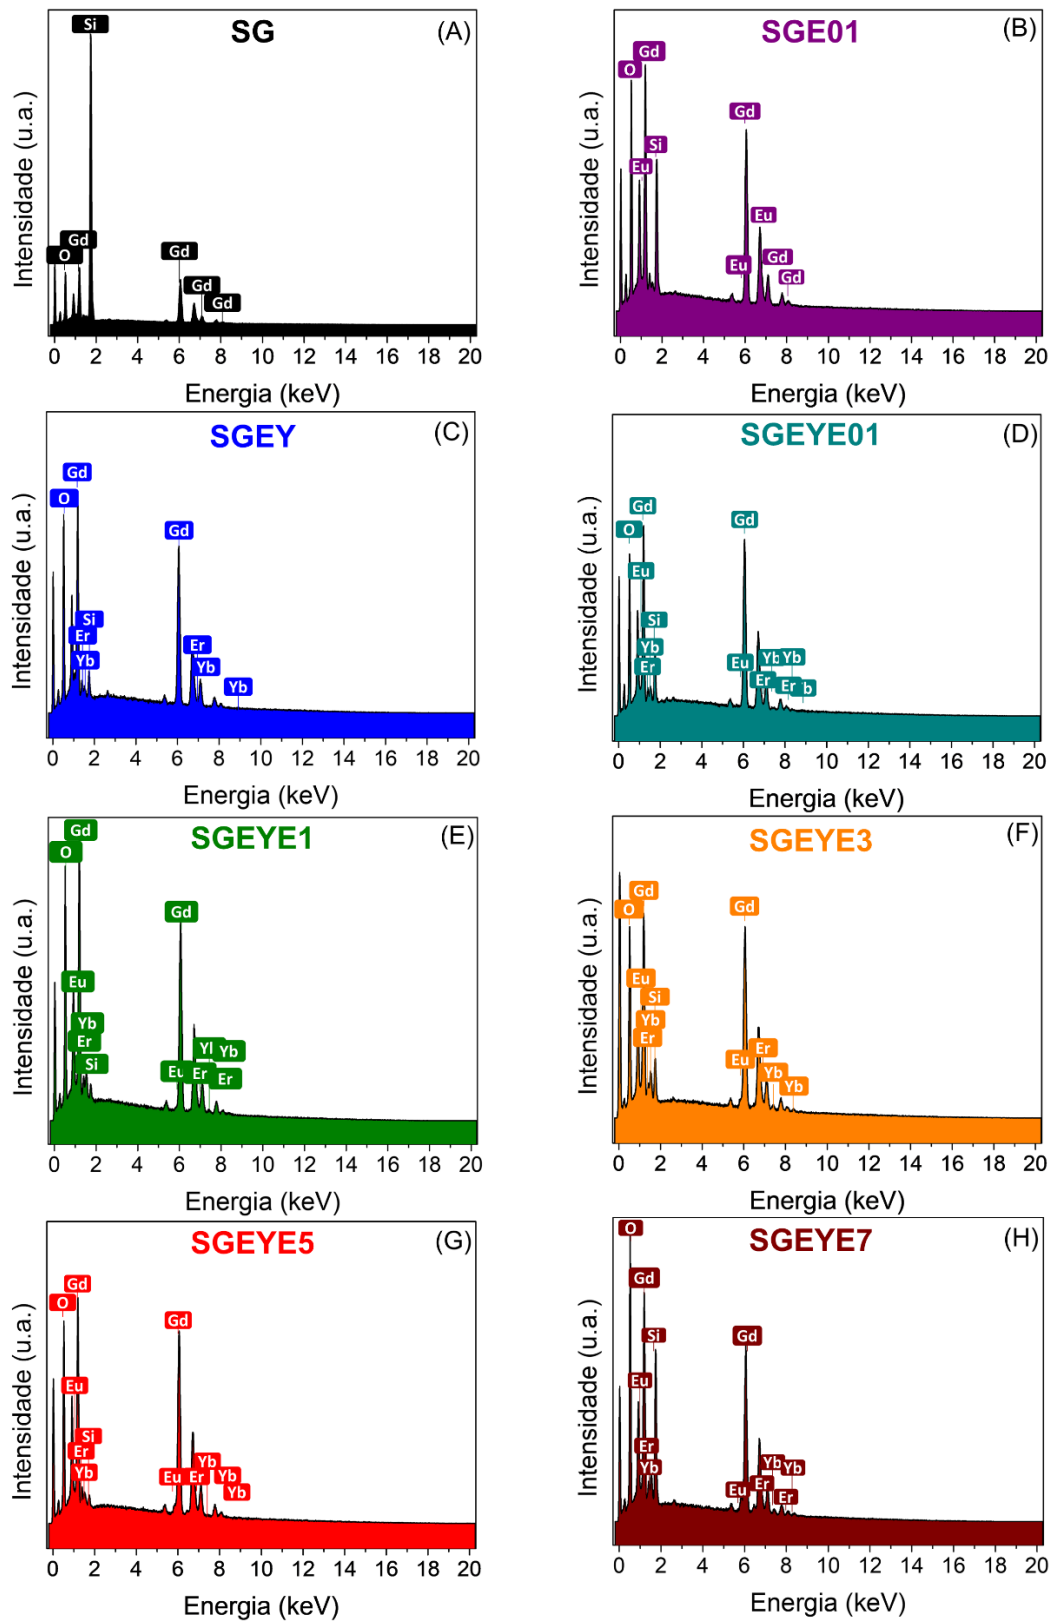 SG
(A)
Si
Gd
O
Gd
Gd
Gd
Intensidade (u.a.)
0 2 4 6 8 10 12 14 16 18 20
Energia (keV)
SGE01
(B)
Gd
O
Gd
Si
Eu
Eu
Gd
Eu
Gd
Intensidade (u.a.)
0 2 4 6 8 10 12 14 16 18 20
Energia (keV)
SGEY
(C)
Gd
O
Gd
Si
Er
Er
Yb
Yb
Yb
Intensidade (u.a.)
0 2 4 6 8 10 12 14 16 18 20
Energia (keV)
SGEYE01
(D)
Gd
Gd
O
Eu
Si
Yb
Yb
Yb
Er
Eu
Er
Er
Intensidade (u.a.)
0 2 4 6 8 10 12 14 16 18 20
Energia (keV)
SGEYE1
(E)
Gd
O
Gd
Eu
Yb
Er
Yb
Si
Eu
Er
Er
Intensidade (u.a.)
0 2 4 6 8 10 12 14 16 18 20
Energia (keV)
SGEYE3
(F)
Gd
O
Gd
Eu
Si
Yb
Er
Er
Eu
Yb
Yb
Intensidade (u.a.)
0 2 4 6 8 10 12 14 16 18 20
Energia (keV)
SGEYE5
(G)
Gd
O
Gd
Eu
Si
Er
Yb
Yb
Eu
Er
Yb
Yb
Intensidade (u.a.)
0 2 4 6 8 10 12 14 16 18 20
Energia (keV)
SGEYE7
(H)
O
Gd
Si
Gd
Eu
Er
Yb
Yb
Yb
Er
Eu
Er
Intensidade (u.a.)
0 2 4 6 8 10 12 14 16 18 20
Energia (keV)